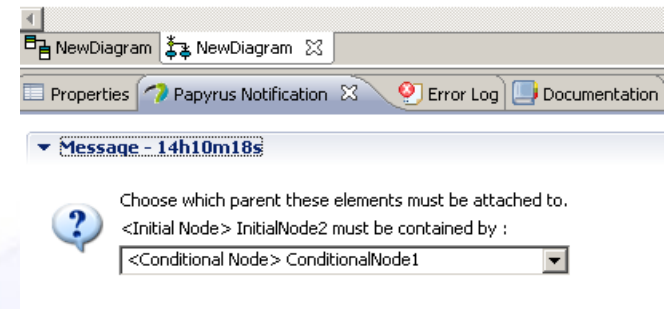 NewDiagram NewDiagram
Properties Papyrus Notification Error Log Documentation
Message - 14h10m18s
Choose which parent these elements must be attached to.
<Initial Node> InitialNode2 must be contained by :
<Conditional Node> ConditionalNode1